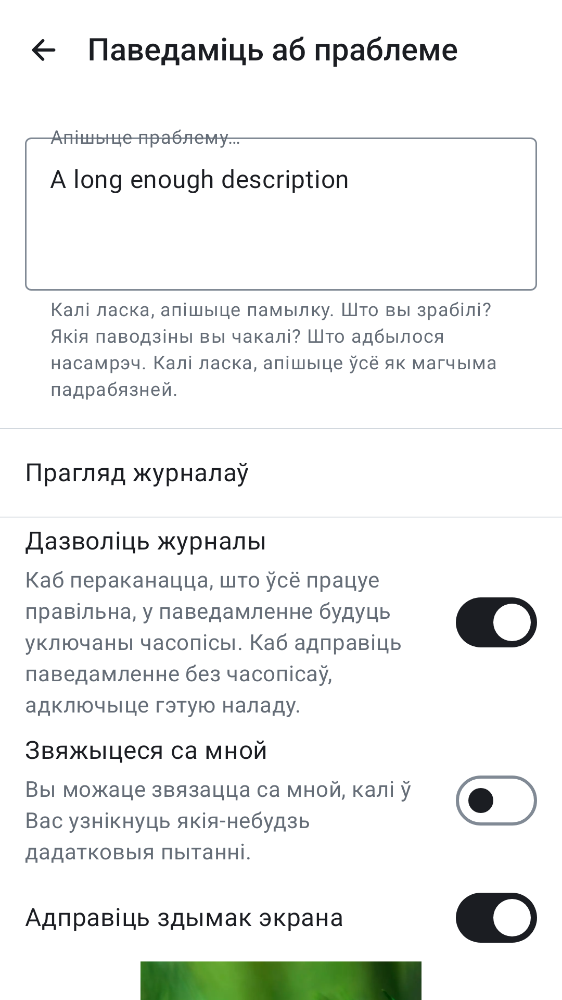 Паведаміць аб праблеме
Апішыце праблему…
A long enough description
Калі ласка, апішыце памылку. Што вы зрабілі?
Якія паводзіны вы чакалі? Што адбылося
насамрэч. Калі ласка, апішыце ўсё як магчыма
падрабязней.
Прагляд журналаў
Дазволіць журналы
Каб пераканацца, што ўсё працуе
правільна, у паведамленне будуць
уключаны часопісы. Каб адправіць
паведамленне без часопісаў,
адключыце гэтую наладу.
Звяжыцеся са мной
Вы можаце звязацца са мной, калі ў
Вас узнікнуць якія-небудзь
дадатковыя пытанні.
Адправіць здымак экрана